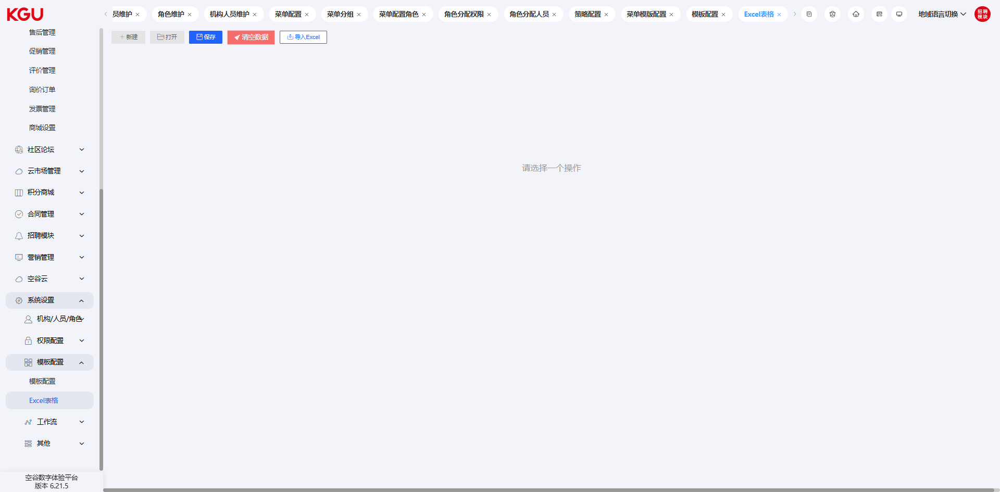 KGU
员维护
角色维护
机构人员维护
菜单配置
菜单分组
菜单配置角色
角色分配权限
角色分配人员
策略配置
菜单模版配置
模板配置
Excel表格
地域语言切换
招聘
模块
新建
打开
保存
清空数据
导入Excel
请选择一个操作
售后管理
促销管理
评价管理
询价订单
发票管理
商城设置
社区论坛
云市场管理
积分商城
合同管理
招聘模块
营销管理
空谷云
系统设置
机构/人员/角色
权限配置
模板配置
模板配置
Excel表格
工作流
其他
空谷数字体验平台
版本 6.21.5